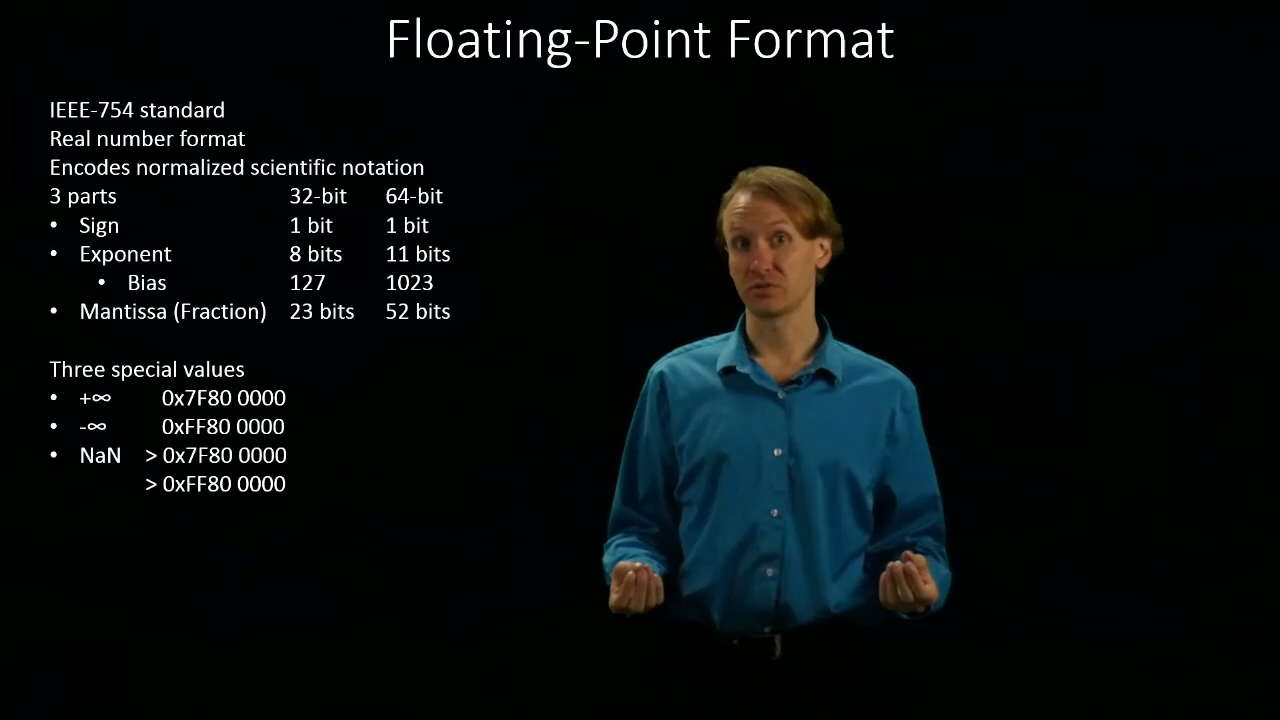 Floating-Point Format
IEEE-754 standard
Real number format
Encodes normalized scientific notation
3 parts 32-bit 64-bit
• Sign 1 bit 1 bit
• Exponent 8 bits 11 bits
• Bias 127 1023
• Mantissa (Fraction) 23 bits 52 bits
Three special values
• +∞ 0x7F80 0000
• -∞ 0xFF80 0000
• NaN > 0x7F80 0000
> 0xFF80 0000